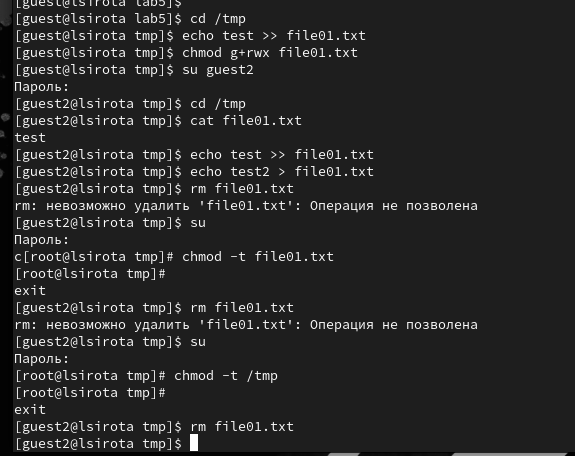 [guest@lsirota lab5]$
[guest@lsirota lab5]$ cd /tmp
[guest@lsirota tmp]$ echo test >> file01.txt
[guest@lsirota tmp]$ chmod g+rwx file01.txt
[guest@lsirota tmp]$ su guest2
Пароль:
[guest2@lsirota tmp]$ cd /tmp
[guest2@lsirota tmp]$ cat file01.txt
test
[guest2@lsirota tmp]$ echo test >> file01.txt
[guest2@lsirota tmp]$ echo test2 > file01.txt
[guest2@lsirota tmp]$ rm file01.txt
rm: невозможно удалить 'file01.txt': Операция не позволена
[guest2@lsirota tmp]$ su
Пароль:
c[root@lsirota tmp]# chmod -t file01.txt
[root@lsirota tmp]#
exit
[guest2@lsirota tmp]$ rm file01.txt
rm: невозможно удалить 'file01.txt': Операция не позволена
[guest2@lsirota tmp]$ su
Пароль:
[root@lsirota tmp]# chmod -t /tmp
[root@lsirota tmp]#
exit
[guest2@lsirota tmp]$ rm file01.txt
[guest2@lsirota tmp]$